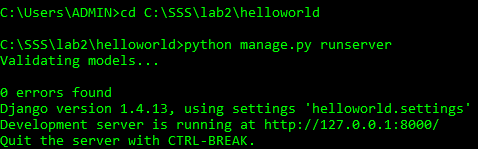 C:\Users\ADMIN>cd C:\SSS\lab2\helloworld
C:\SSS\lab2\helloworld>python manage.py runserver
Validating models...
0 errors found
Django version 1.4.13, using settings 'helloworld.settings'
Development server is running at http://127.0.0.1:8000/
Quit the server with CTRL-BREAK.